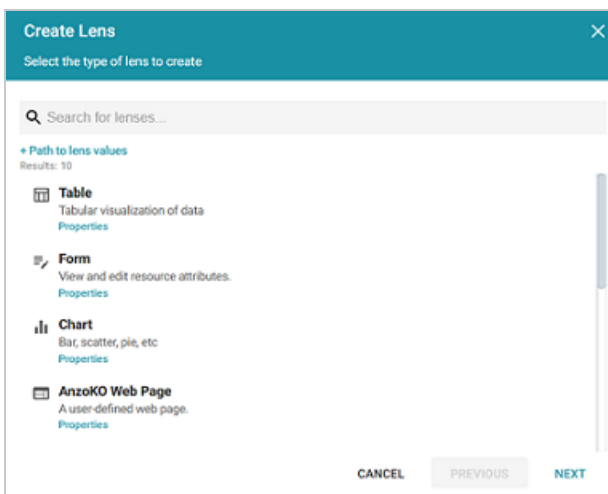 Create Lens
Select the type of lens to create
Search for lenses...
+ Path to lens values
Results: 10
Table
Tabular visualization of data
Properties
Form
View and edit resource attributes.
Properties
Chart
Bar, scatter, pie, etc
Properties
AnzoKO Web Page
A user-defined web page.
Properties
CANCEL PREVIOUS NEXT